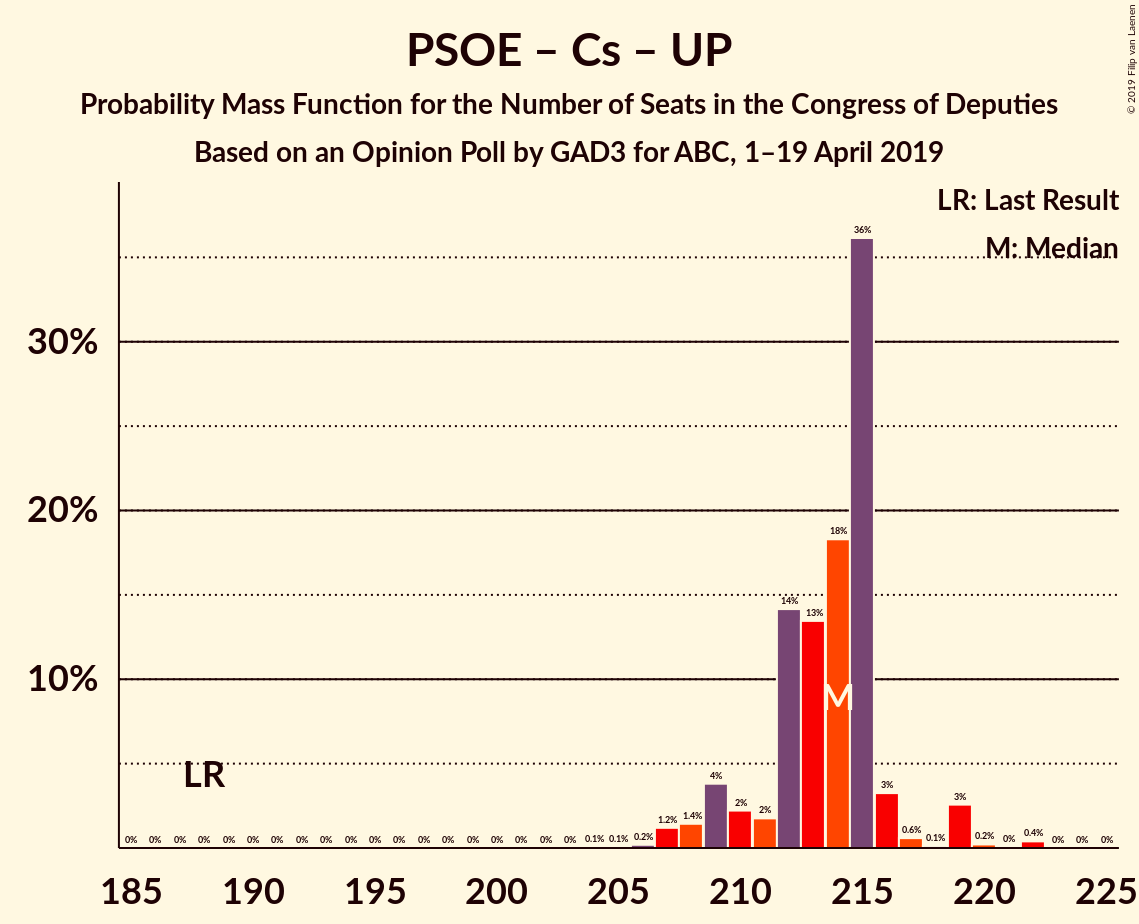 PSOE – Cs – UP
Probability Mass Function for the Number of Seats in the Congress of Deputies
Based on an Opinion Poll by GAD3 for ABC, 1–19 April 2019
© 2019 Filip van Laenen
LR: Last Result
M: Median
36%
30%
20%
18%
14%
13%
10%
M
LR
4%
3%
3%
2%
2%
1.4%
1.2%
0.6%
0.4%
0% 0% 0% 0% 0% 0% 0% 0% 0% 0% 0% 0% 0% 0% 0% 0% 0% 0% 0% 0.1% 0.1% 0.2% 0.1% 0.2% 0% 0% 0% 0%
185 190 195 200 205 210 215 220 225